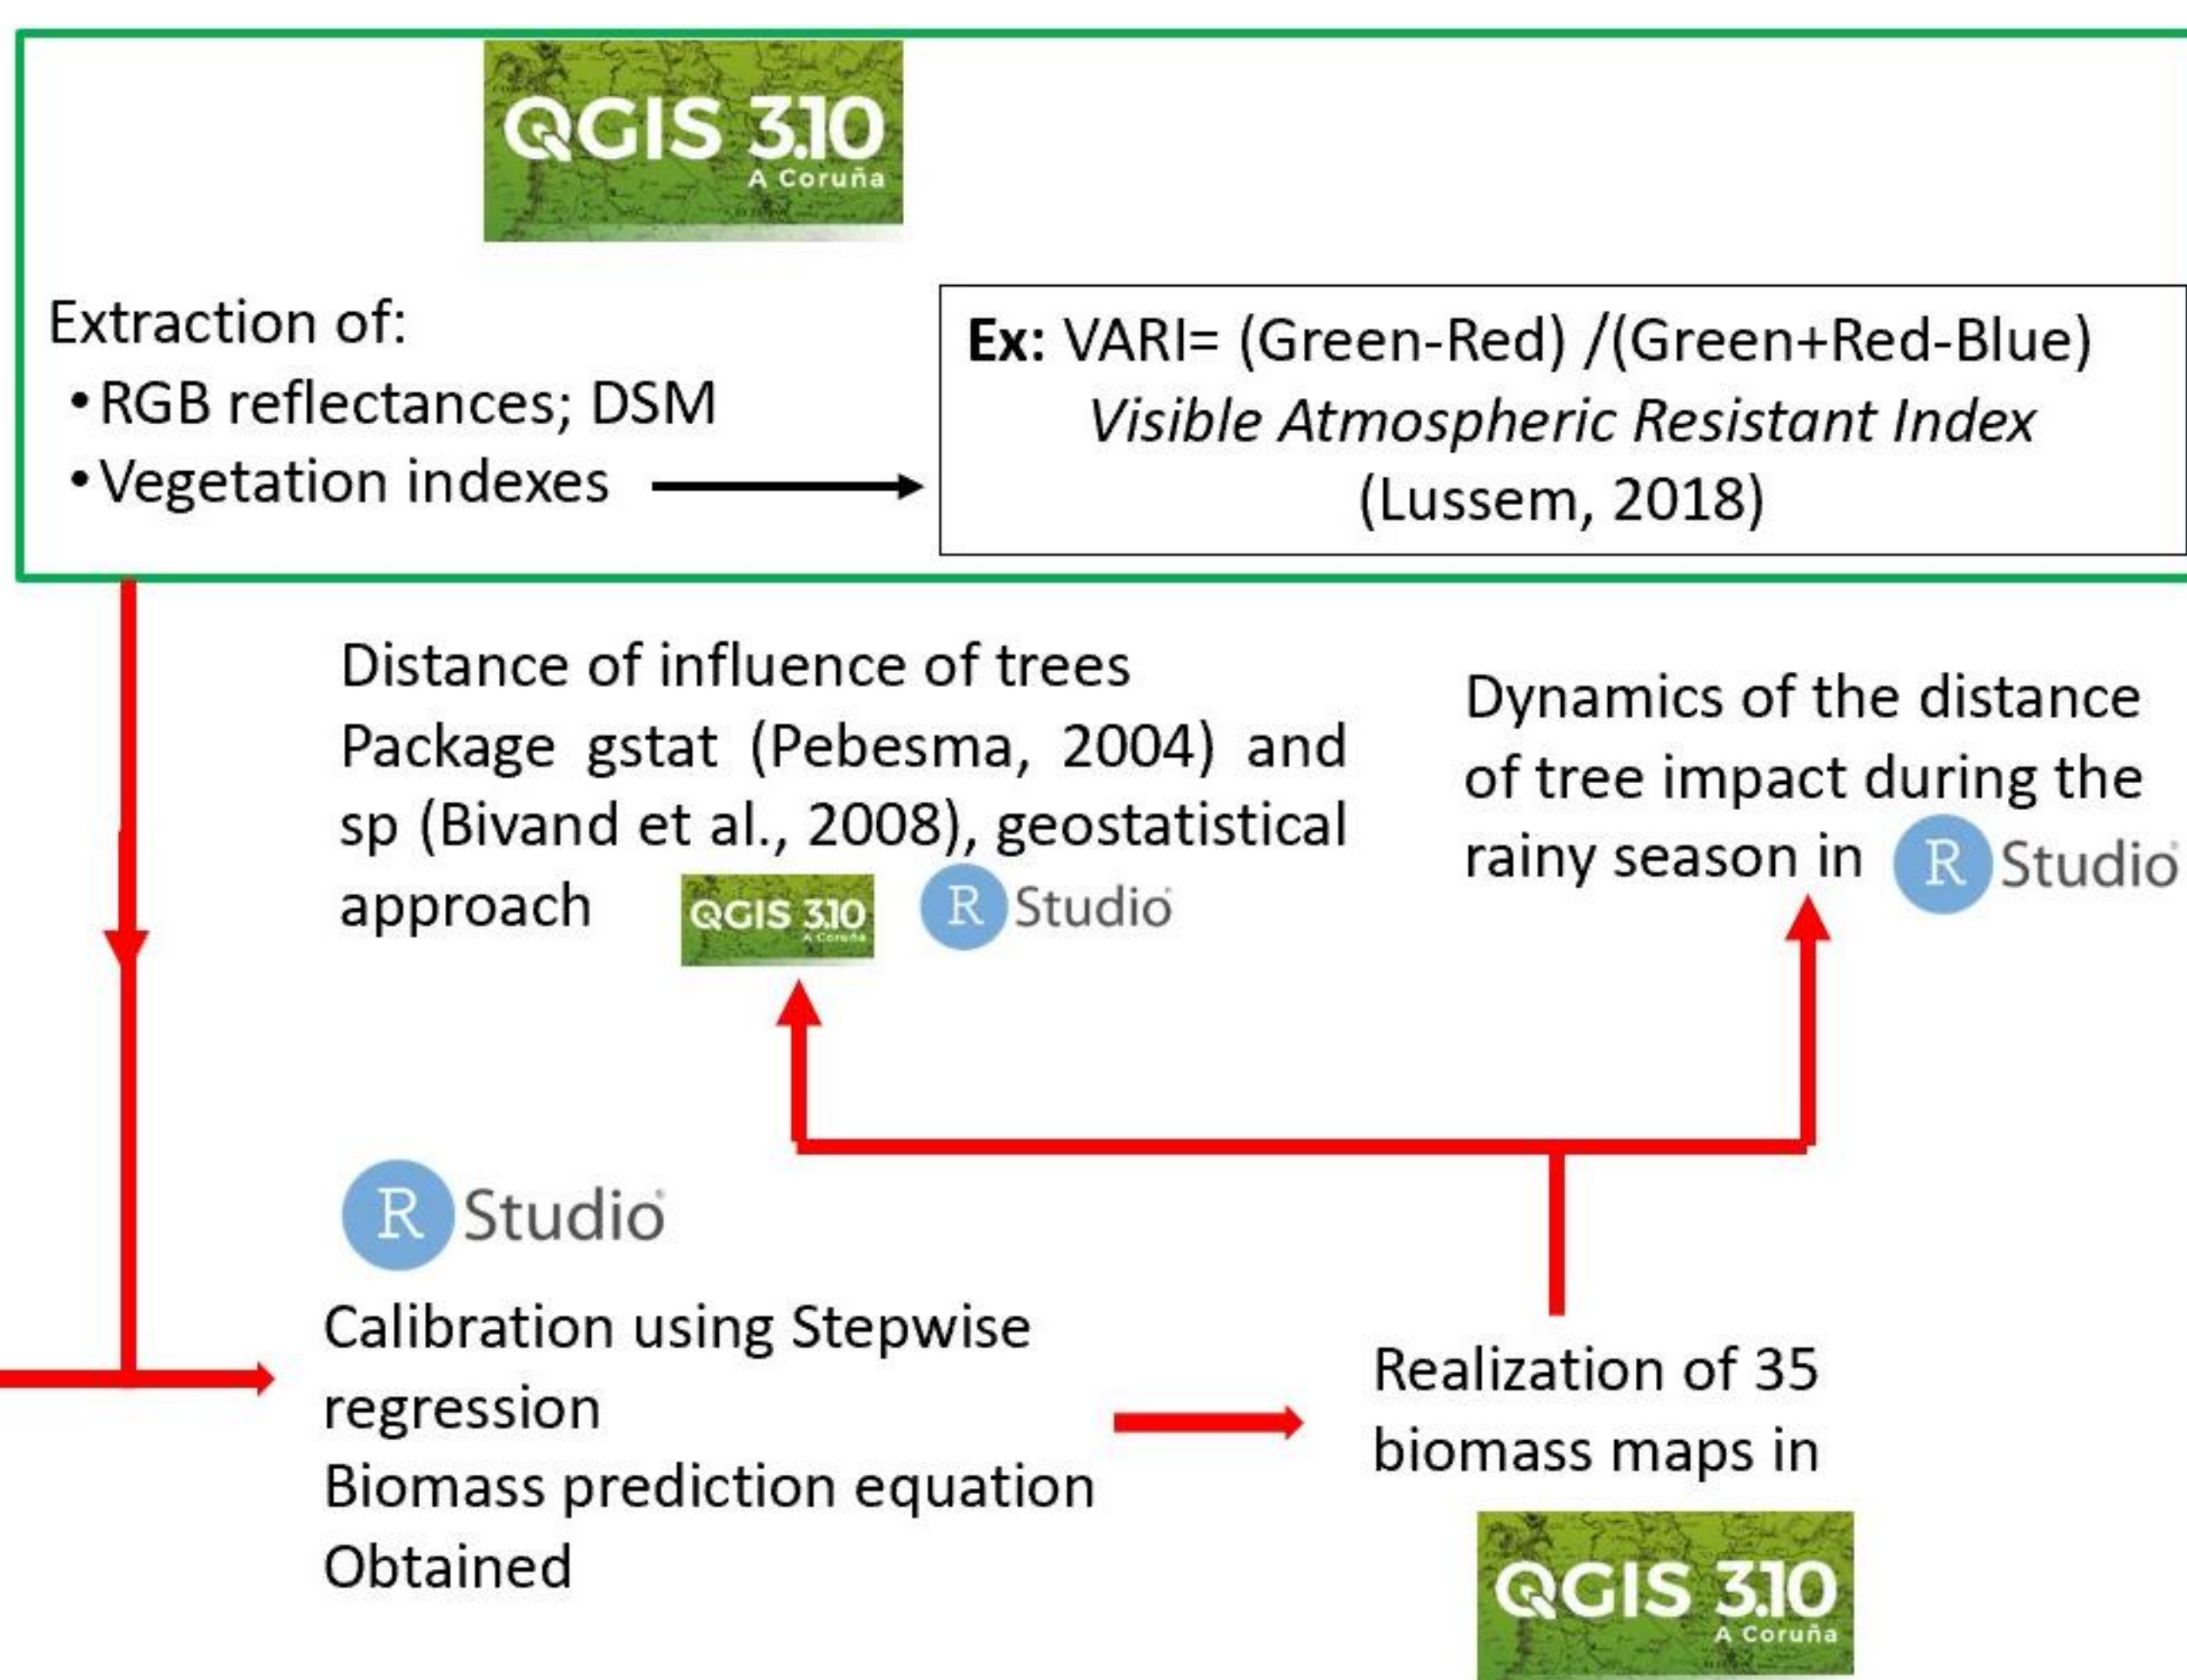 QGIS 3.10
A Coruña
Extraction of:
• RGB reflectances; DSM
• Vegetation indexes
Ex: VARI= (Green-Red) /(Green+Red-Blue)
Visible Atmospheric Resistant Index
(Lussem, 2018)
Distance of influence of trees
Package gstat (Pebesma, 2004) and
sp (Bivand et al., 2008), geostatistical
approach
QGIS 3.10
A Coruña
R Studio
Dynamics of the distance
of tree impact during the
rainy season in
R Studio
R Studio
Calibration using Stepwise
regression
Biomass prediction equation
Obtained
Realization of 35
biomass maps in
QGIS 3.10
A Coruña